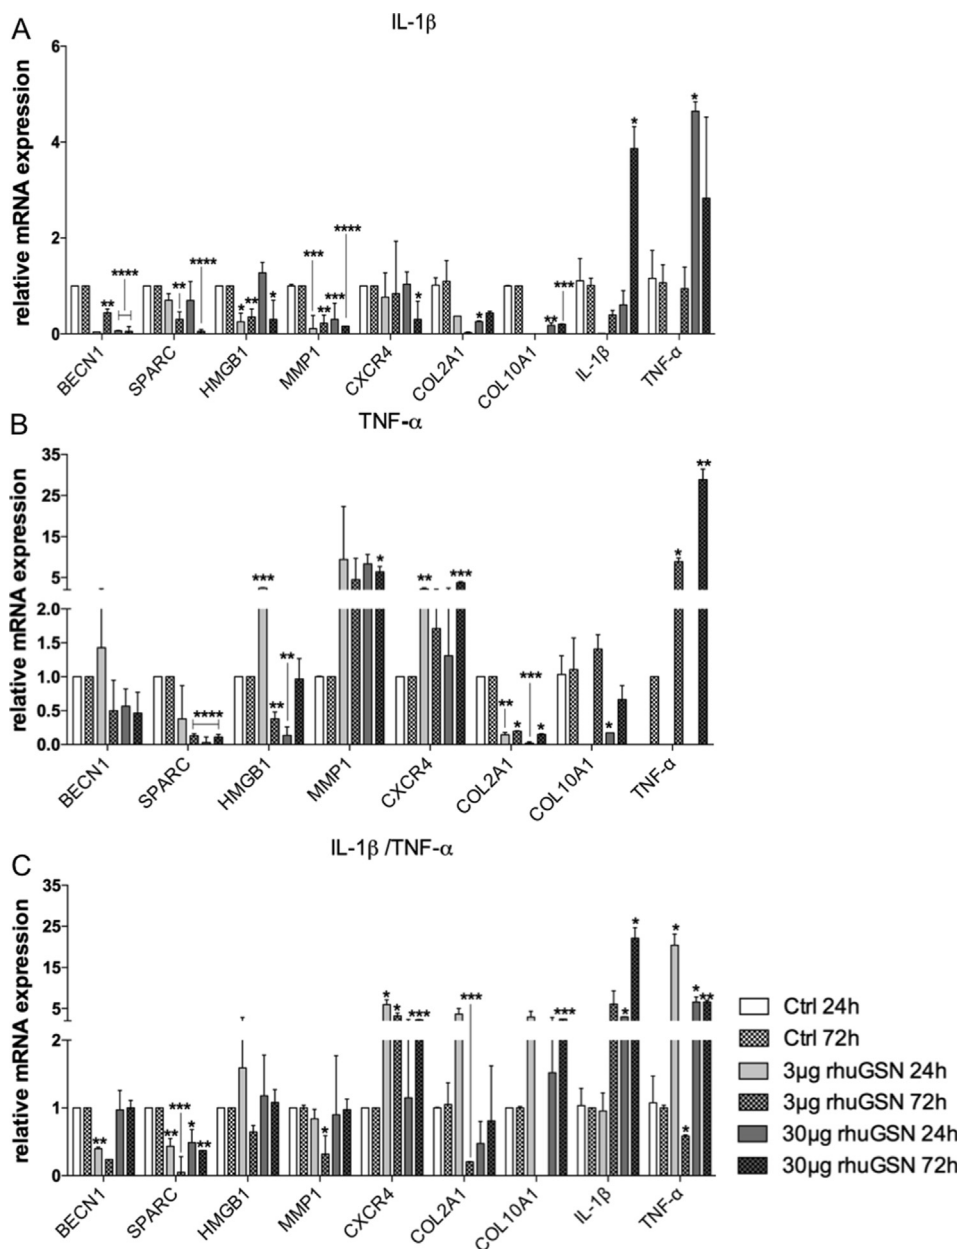 A
IL-1β
relative mRNA expression
6
4
2
0
**** ** ** **** * ** * *** ** *** **** * * ** *** * *
BECN1 SPARC HMGB1 MMP1 CXCR4 COL2A1 COL10A1 IL-1β TNF-α
B
TNF-α
relative mRNA expression
35
25
15
5
2.0
1.0
0.5
0.0
**** *** ** ** * ** *** ** * *** * * * **
BECN1 SPARC HMGB1 MMP1 CXCR4 COL2A1 COL10A1 TNF-α
C
IL-1β /TNF-α
relative mRNA expression
35
25
15
5
2
1
0
** ** *** * ** * * * *** *** *** * * * * * **
BECN1 SPARC HMGB1 MMP1 CXCR4 COL2A1 COL10A1 IL-1β TNF-α
Ctrl 24h
Ctrl 72h
3µg rhuGSN 24h
3µg rhuGSN 72h
30µg rhuGSN 24h
30µg rhuGSN 72h